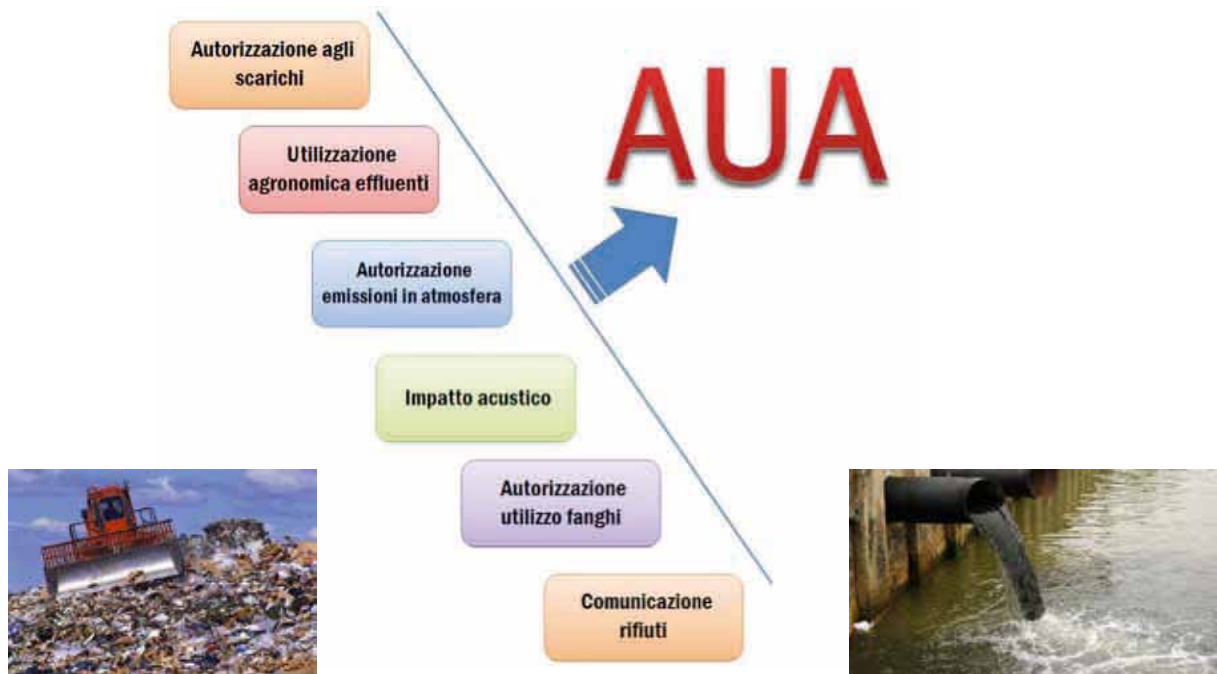 Autorizzazione agli
scarichi
AUA
Utilizzazione
agronomica effluenti
Autorizzazione
emissioni in atmosfera
Impatto acustico
Autorizzazione
utilizzo fanghi
Comunicazione
rifiuti